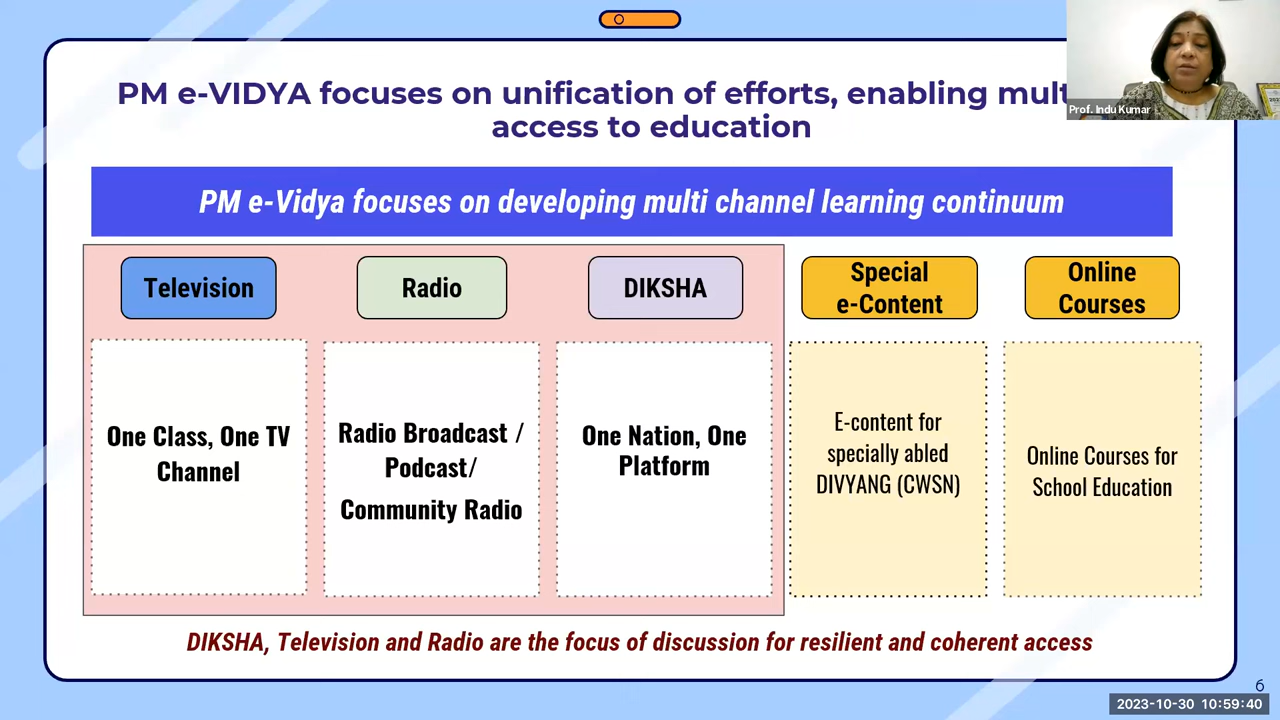 PM e-VIDYA focuses on unification of efforts, enabling
access to education
Prof. Indu Kumar
PM e-Vidya focuses on developing multi channel learning continuum
Television
Radio
DIKSHA
Special
e-Content
Online
Courses
One Class, One TV
Channel
Radio Broadcast /
Podcast/
Community Radio
One Nation, One
Platform
E-content for
specially abled
DIVYANG (CWSN)
Online Courses for
School Education
DIKSHA, Television and Radio are the focus of discussion for resilient and coherent access
6
2023-10-30 10:59:40